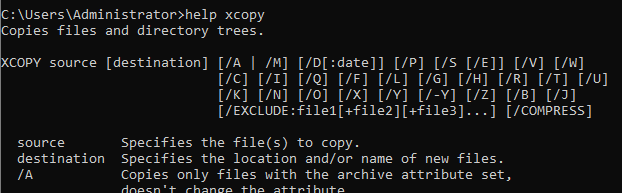 C:\Users\Administrator>help xcopy
Copies files and directory trees.
XCOPY source [destination] [/A | /M] [/D[:date]] [/P] [/S [/E]] [/V] [/W]
[/C] [/I] [/Q] [/F] [/L] [/G] [/H] [/R] [/T] [/U]
[/K] [/N] [/O] [/X] [/Y] [/-Y] [/Z] [/B] [/J]
[/EXCLUDE:file1[+file2][+file3]...] [/COMPRESS]
source Specifies the file(s) to copy.
destination Specifies the location and/or name of new files.
/A Copies only files with the archive attribute set,
doesn't change the attribute.